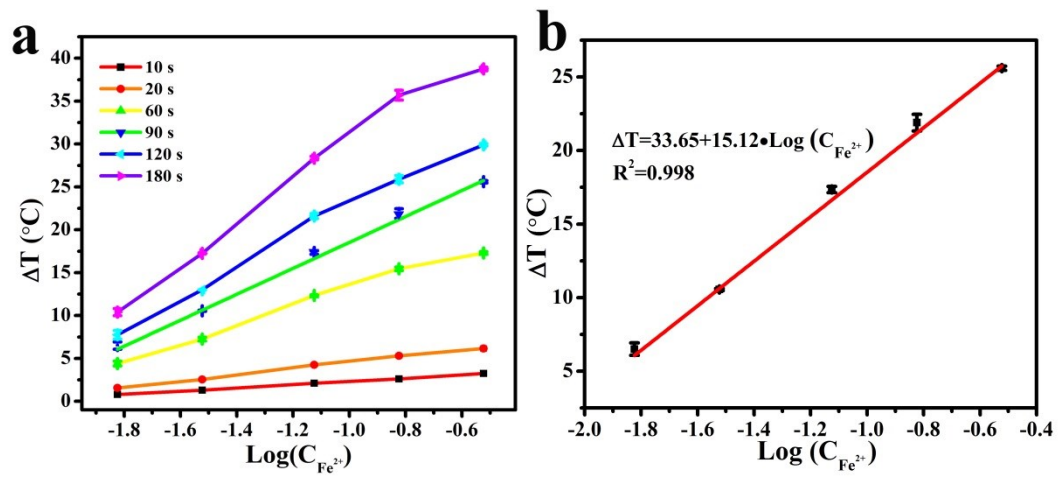 a
ΔT (°C)
40
35
30
25
20
15
10
5
0
10 s
20 s
60 s
90 s
120 s
180 s
-1.8 -1.6 -1.4 -1.2 -1.0 -0.8 -0.6
Log(C_Fe²⁺)
b
ΔT (°C)
25
20
15
10
5
ΔT=33.65+15.12•Log (C_Fe²⁺)
R²=0.998
-2.0 -1.8 -1.6 -1.4 -1.2 -1.0 -0.8 -0.6 -0.4
Log (C_Fe²⁺)